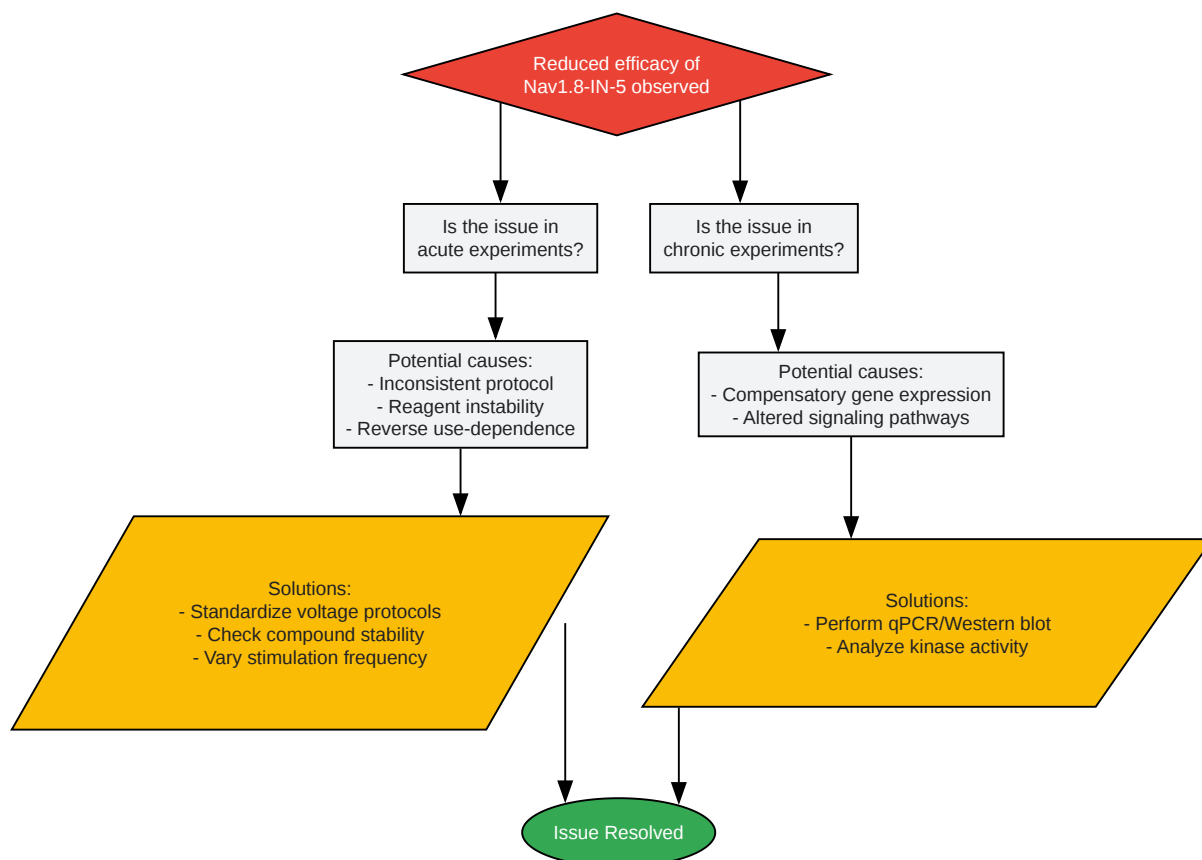 Reduced efficacy of
Nav1.8-IN-5 observed
Is the issue in
acute experiments?
Is the issue in
chronic experiments?
Potential causes:
- Inconsistent protocol
- Reagent instability
- Reverse use-dependence
Potential causes:
- Compensatory gene expression
- Altered signaling pathways
Solutions:
- Standardize voltage protocols
- Check compound stability
- Vary stimulation frequency
Solutions:
- Perform qPCR/Western blot
- Analyze kinase activity
Issue Resolved